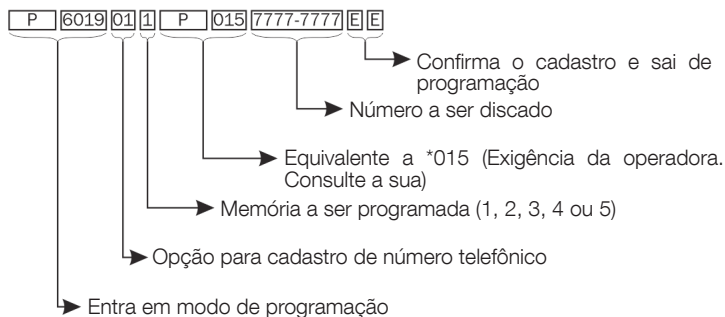 P 6019 01 1 P 015 7777-7777 E E
Confirma o cadastro e sai de
programação
Número a ser discado
Equivalente a *015 (Exigência da operadora.
Consulte a sua)
Memória a ser programada (1, 2, 3, 4 ou 5)
Opção para cadastro de número telefônico
Entra em modo de programação